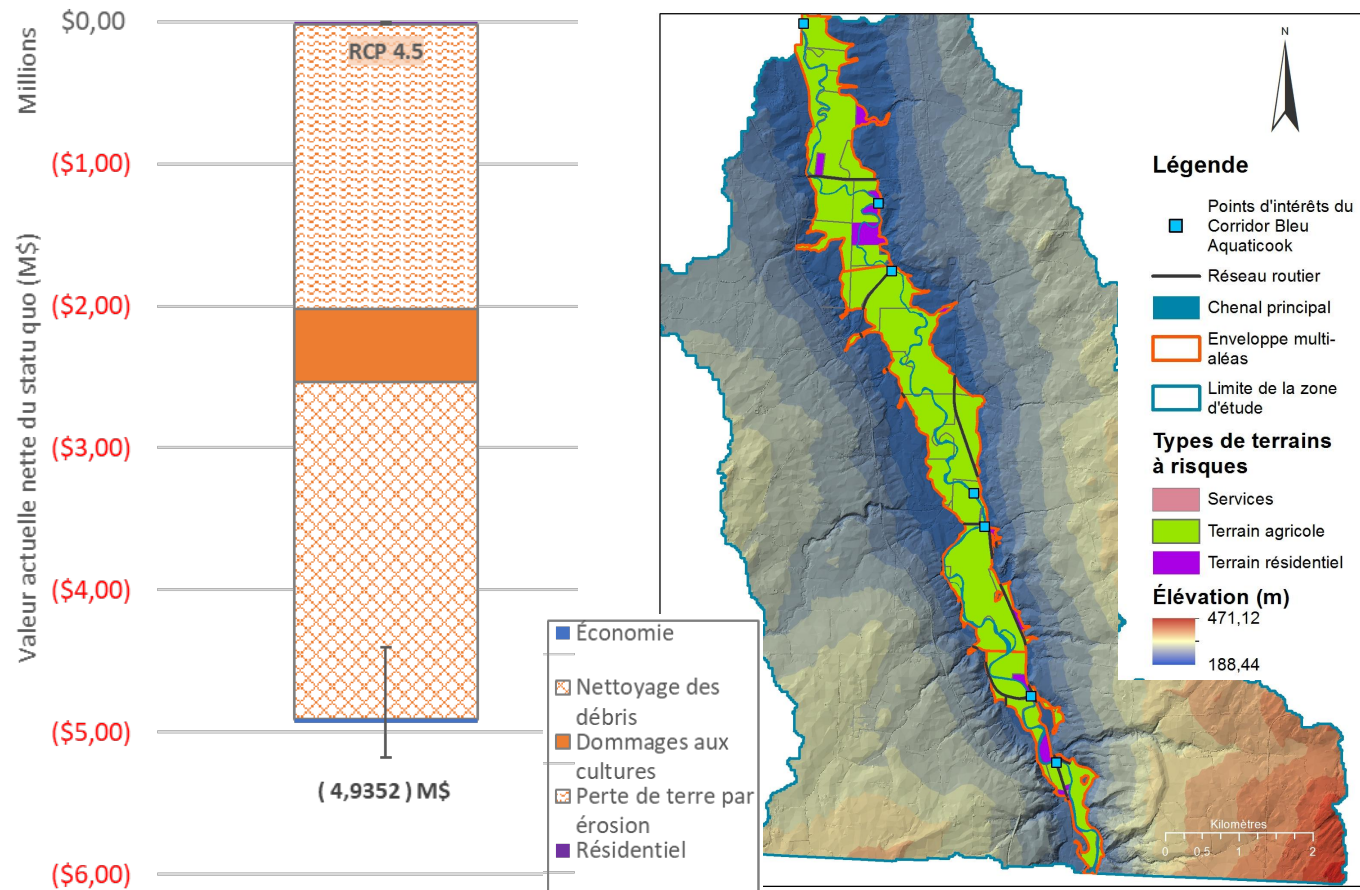 Millions
Valeur actuelle nette du statu quo (M$)
$0,00
($1,00)
($2,00)
($3,00)
($4,00)
($5,00)
($6,00)
RCP 4.5
( 4,9352 ) M$
Économie
Nettoyage des
débris
Dommages aux
cultures
Perte de terre par
érosion
Résidentiel
N
Légende
Points d'intérêts du
Corridor Bleu
Aquaticook
Réseau routier
Chenal principal
Enveloppe multi-
aléas
Limite de la zone
d'étude
Types de terrains
à risques
Services
Terrain agricole
Terrain résidentiel
Élévation (m)
471,12
188,44
Kilomètres
0 0.5 1 2